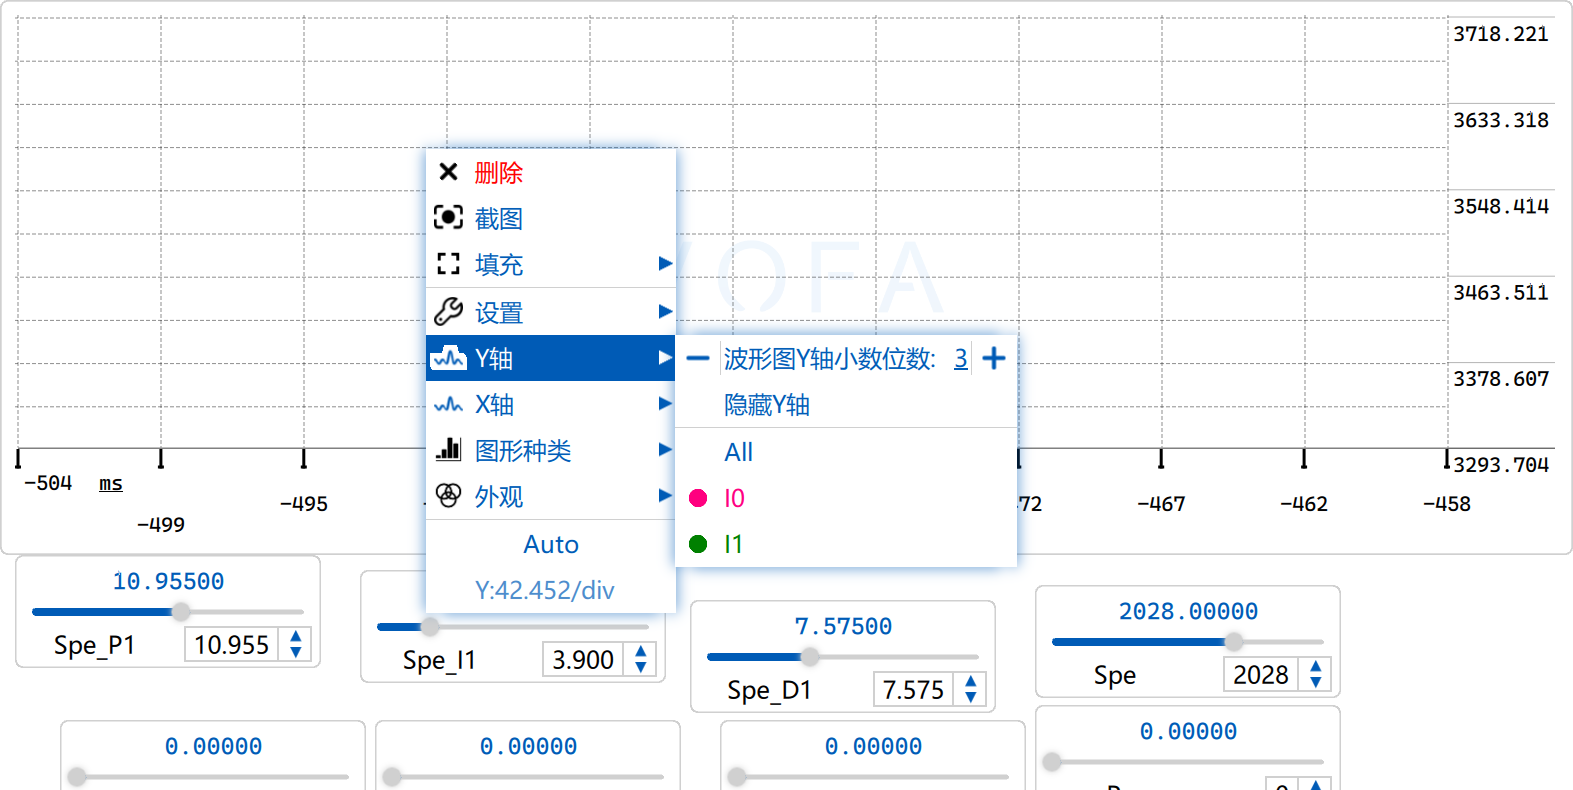 3718.221
3633.318
3548.414
3463.511
3378.607
3293.704
VOFA
删除
截图
填充
设置
Y轴
X轴
图形种类
外观
Auto
Y:42.452/div
波形图Y轴小数位数: 3
隐藏Y轴
All
I0
I1
-504 ms
-499
-495
72
-467
-462
-458
10.95500
Spe_P1 10.955
Spe_I1 3.900
7.57500
Spe_D1 7.575
2028.00000
Spe 2028
0.00000
0.00000
0.00000
0.00000